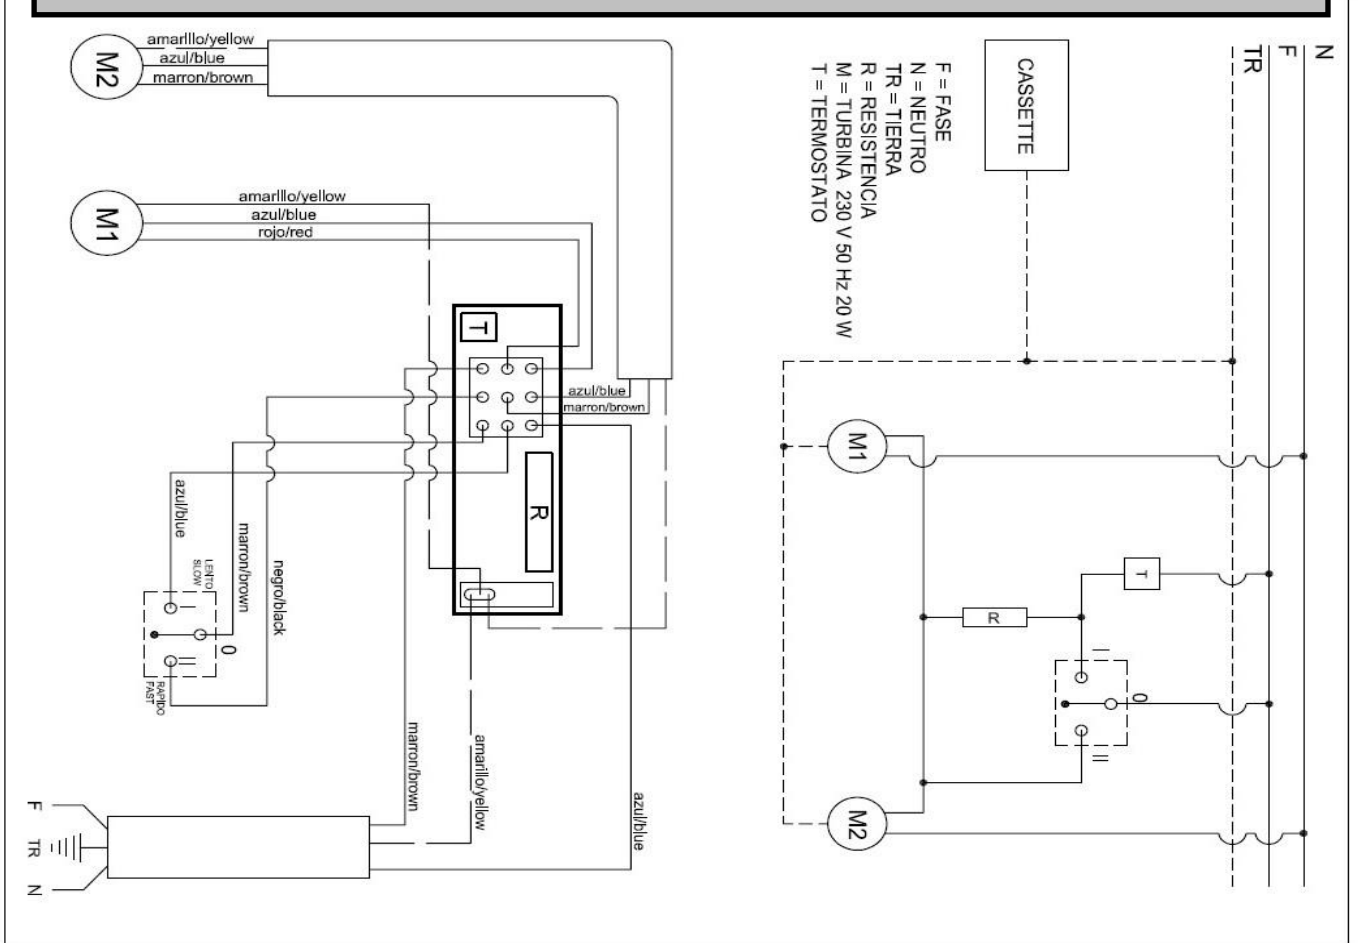 amarillo/yellow
azul/blue
marron/brown
M2
amarillo/yellow
azul/blue
rojo/red
M1
T
azul/blue
marron/brown
R
azul/blue
marron/brown
negro/black
LENTO
SLOW
I
0
II
RAPIDO
FAST
marron/brown
amarillo/yellow
azul/blue
F
TR
N
N
F
TR
CASSETTE
F = FASE
N = NEUTRO
TR = TIERRA
R = RESISTENCIA
M = TURBINA 230 V 50 Hz 20 W
T = TERMOSTATO
M1
T
R
I
0
II
M2